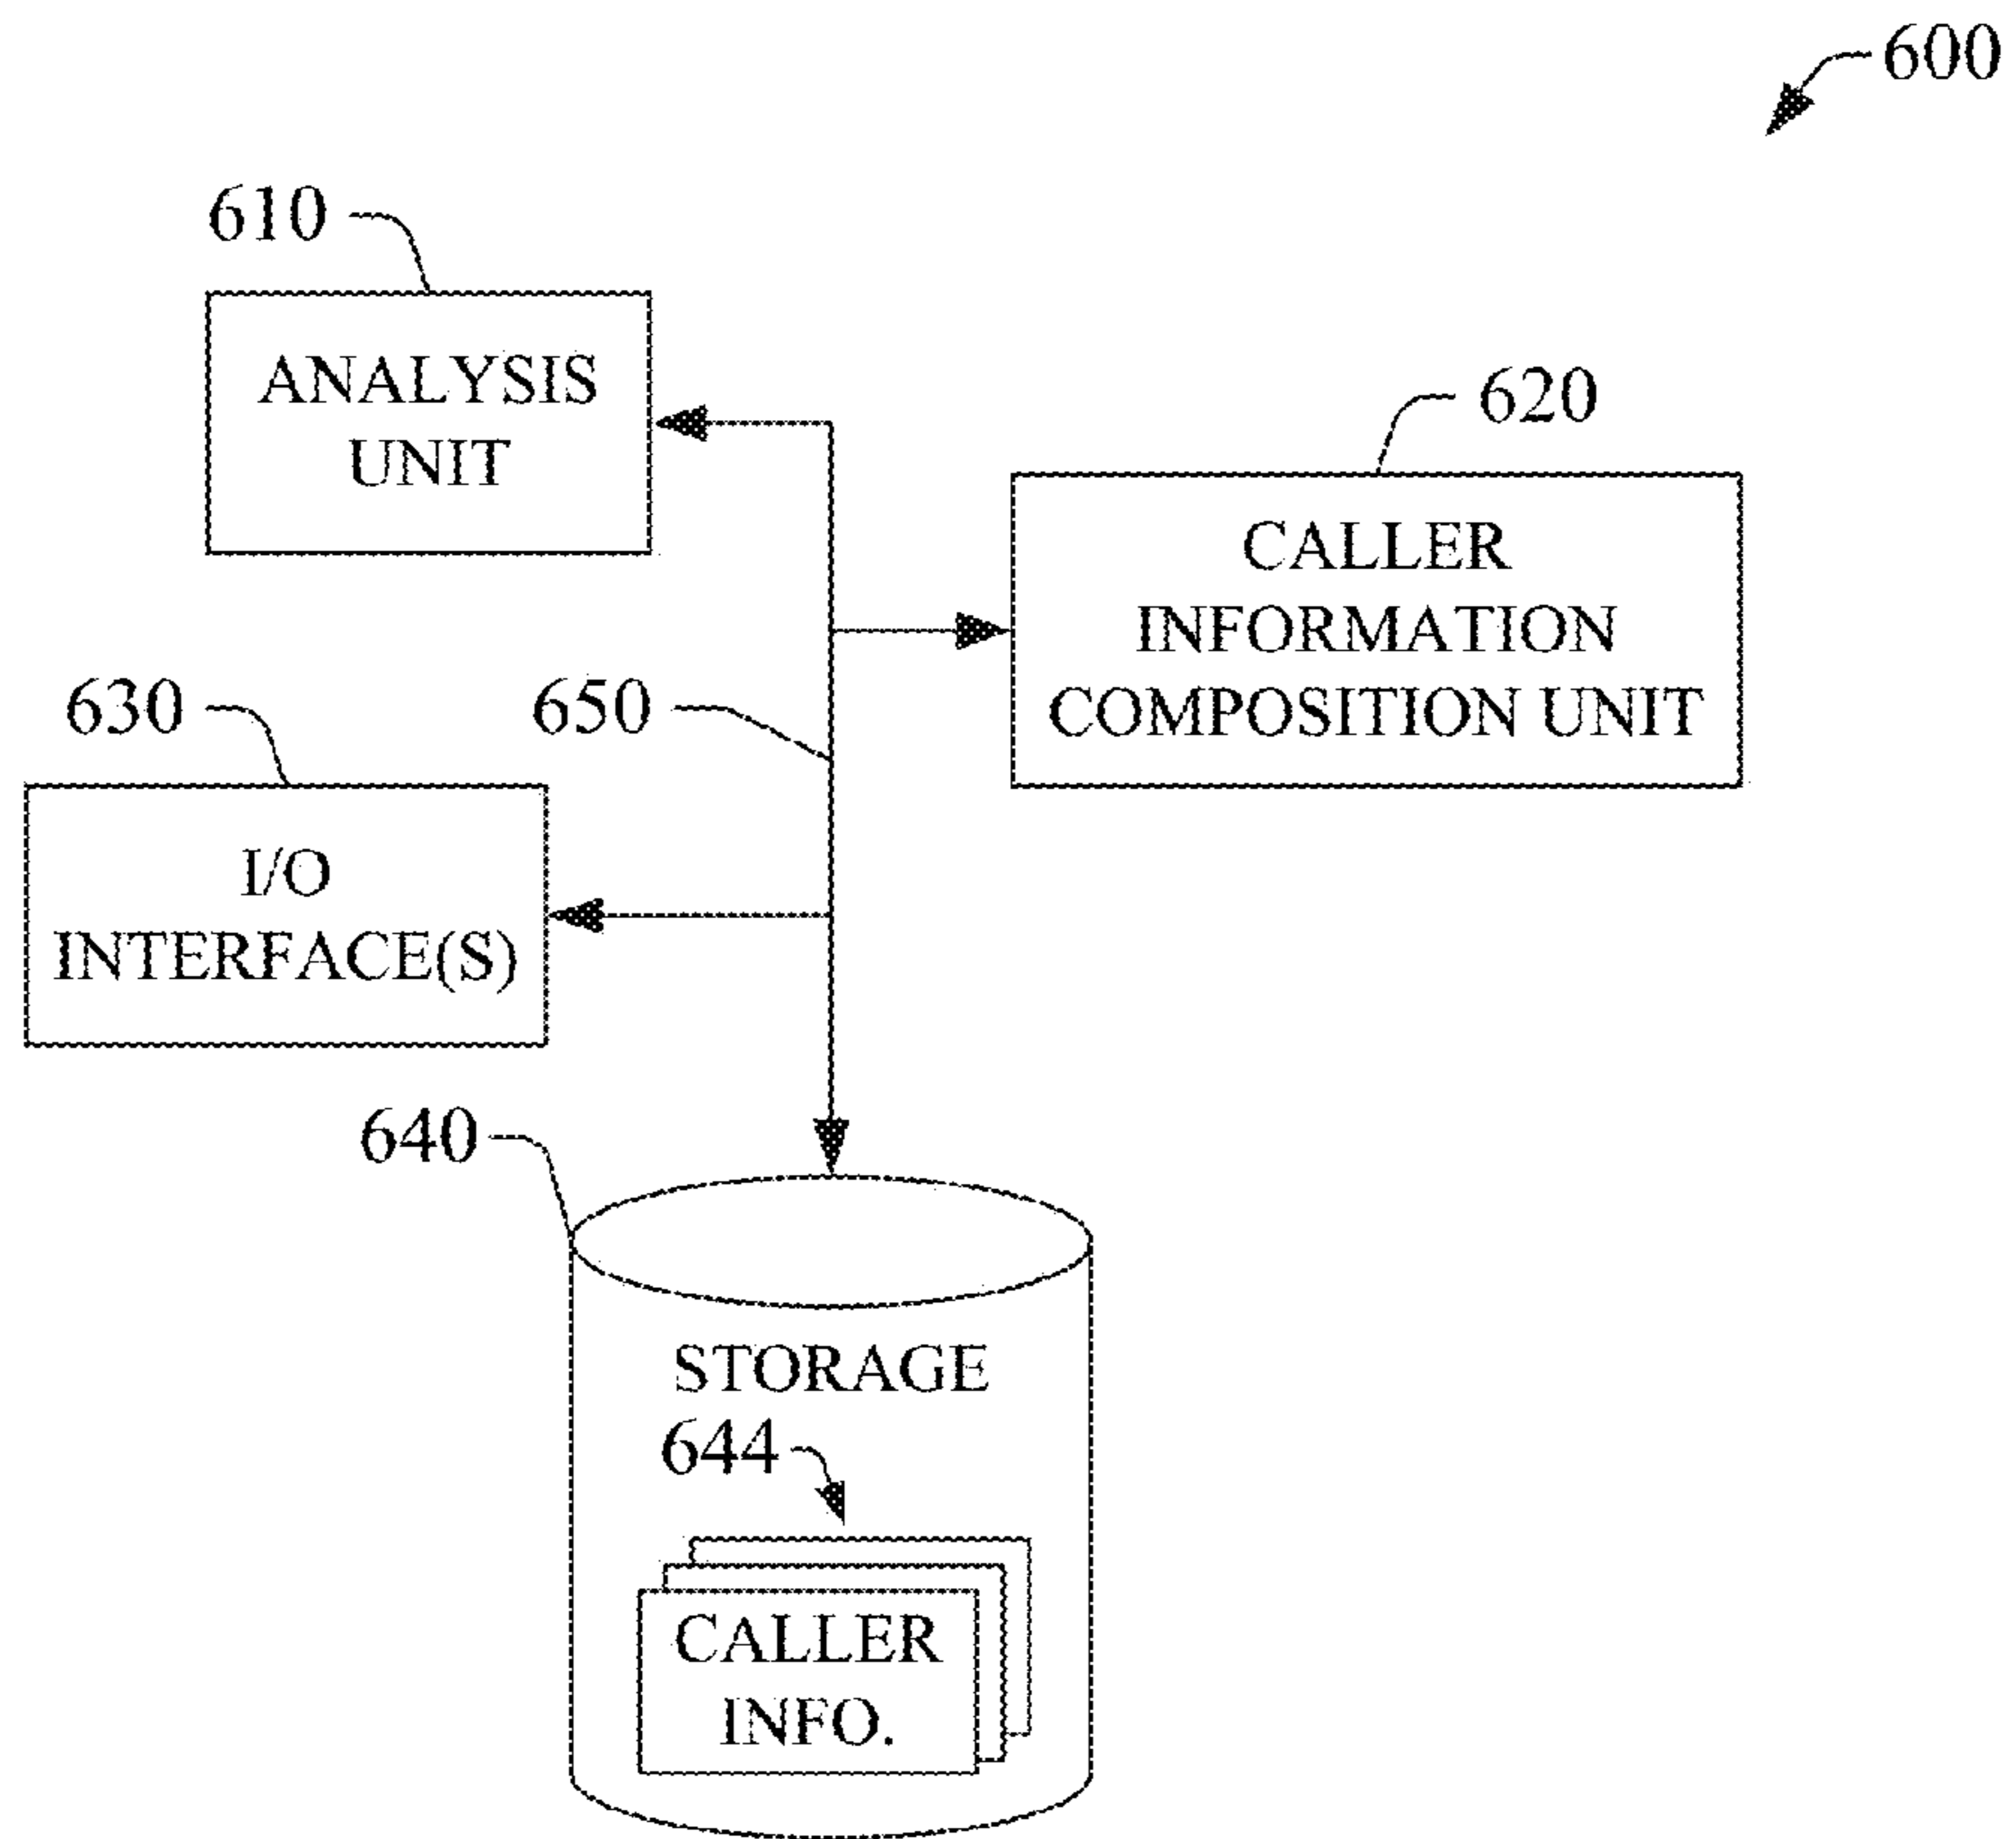 600
610
ANALYSIS
UNIT
620
CALLER
INFORMATION
COMPOSITION UNIT
630
650
I/O
INTERFACE(S)
640
STORAGE
644
CALLER
INFO.